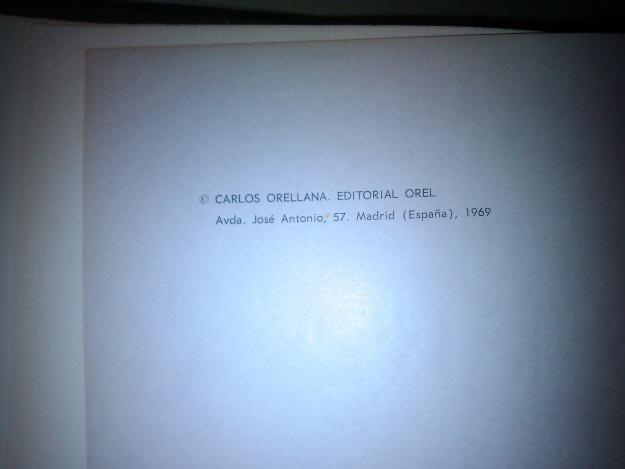 © CARLOS ORELLANA. EDITORIAL OREL
Avda. José Antonio, 57. Madrid (España), 1969